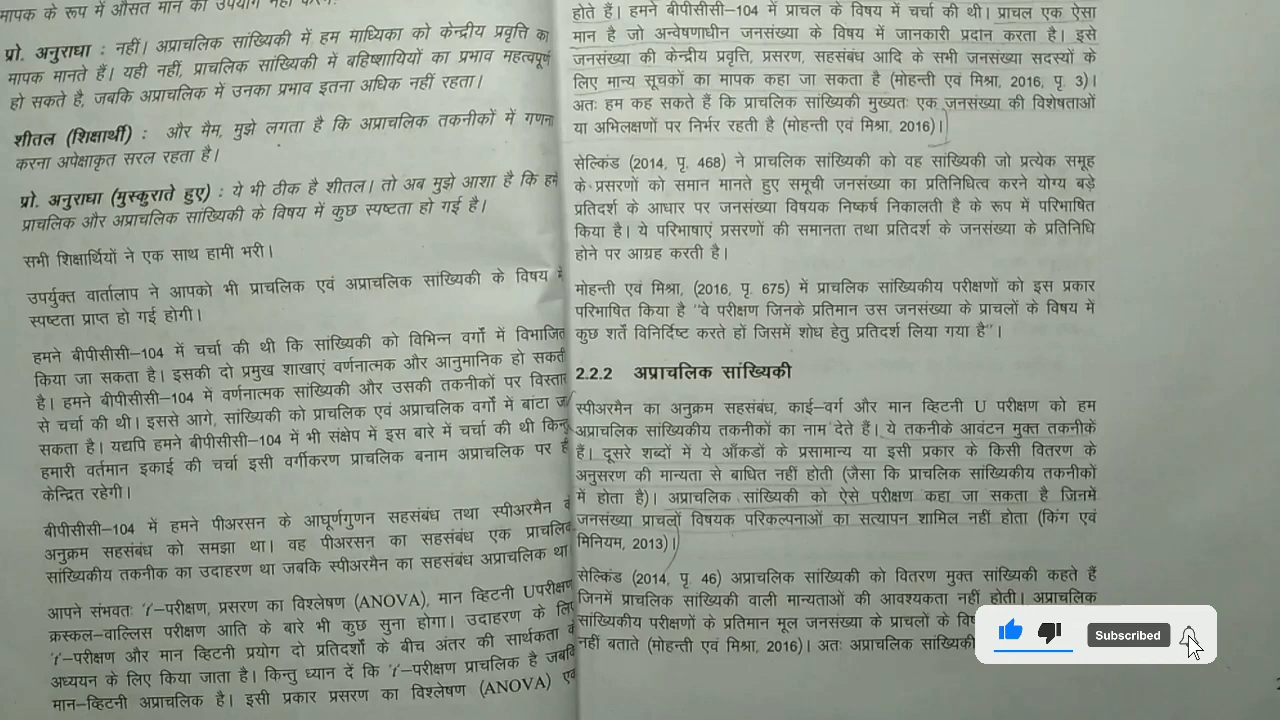 मापक के रूप में औसत मान का उपयोग नहीं करते?
प्रो. अनुराधा : नहीं। अप्राचलिक सांख्यिकी में हम माध्यिका को केन्द्रीय प्रवृत्ति का
मापक मानते हैं। यही नहीं, प्राचलिक सांख्यिकी में बहिष्शायियों का प्रभाव महत्वपूर्ण
हो सकते है, जबकि अप्राचलिक में उनका प्रभाव इतना अधिक नहीं रहता।
शीतल (शिक्षार्थी) : और मैम, मुझे लगता है कि अप्राचलिक तकनीकों में गणना
करना अपेक्षाकृत सरल रहता है।
प्रो. अनुराधा (मुस्कुराते हुए) : ये भी ठीक है शीतल। तो अब मुझे आशा है कि हमें
प्राचलिक और अप्राचलिक सांख्यिकी के विषय में कुछ स्पष्टता हो गई है।
सभी शिक्षार्थियों ने एक साथ हामी भरी।
उपर्युक्त वार्तालाप ने आपको भी प्राचलिक एवं अप्राचलिक सांख्यिकी के विषय में
स्पष्टता प्राप्त हो गई होगी।
हमने बीपीसीसी–104 में चर्चा की थी कि सांख्यिकी को विभिन्न वर्गों में विभाजित
किया जा सकता है। इसकी दो प्रमुख शाखाएं वर्णनात्मक और आनुमानिक हो सकती
है। हमने बीपीसीसी–104 में वर्णनात्मक सांख्यिकी और उसकी तकनीकों पर विस्तार
से चर्चा की थी। इससे आगे, सांख्यिकी को प्राचलिक एवं अप्राचलिक वर्गों में बांटा जा
सकता है। यद्यपि हमने बीपीसीसी–104 में भी संक्षेप में इस बारे में चर्चा की थी किन्तु
हमारी वर्तमान इकाई की चर्चा इसी वर्गीकरण प्राचलिक बनाम अप्राचलिक पर ही
केन्द्रित रहेगी।
बीपीसीसी–104 में हमने पीअरसन के आघूर्णगुणन सहसंबंध तथा स्पीअरमैन के
अनुक्रम सहसंबंध को समझा था। वह पीअरसन का सहसंबंध एक प्राचलिक
सांख्यिकीय तकनीक का उदाहरण था जबकि स्पीअरमैन का सहसंबंध अप्राचलिक था।
आपने संभवतः 't'–परीक्षण, प्रसरण का विश्लेषण (ANOVA), मान व्हिटनी Uपरीक्षण,
क्रस्कल-वाल्लिस परीक्षण आति के बारे भी कुछ सुना होगा। उदाहरण के लिए
't'–परीक्षण और मान व्हिटनी प्रयोग दो प्रतिदर्शों के बीच अंतर की सार्थकता के
अध्ययन के लिए किया जाता है। किन्तु ध्यान दें कि 't'–परीक्षण प्राचलिक है जबकि
मान–व्हिटनी अप्राचलिक है। इसी प्रकार प्रसरण का विश्लेषण (ANOVA) एक
होते हैं। हमने बीपीसीसी–104 में प्राचल के विषय में चर्चा की थी। प्राचल एक ऐसा
मान है जो अन्वेषणाधीन जनसंख्या के विषय में जानकारी प्रदान करता है। इसे
जनसंख्या की केन्द्रीय प्रवृत्ति, प्रसरण, सहसंबंध आदि के सभी जनसंख्या सदस्यों के
लिए मान्य सूचकों का मापक कहा जा सकता है (मोहन्ती एवं मिश्रा, 2016, पृ. 3)।
अतः हम कह सकते हैं कि प्राचलिक सांख्यिकी मुख्यतः एक जनसंख्या की विशेषताओं
या अभिलक्षणों पर निर्भर रहती है (मोहन्ती एवं मिश्रा, 2016)।
सेल्किंड (2014, पृ. 468) ने प्राचलिक सांख्यिकी को वह सांख्यिकी जो प्रत्येक समूह
के प्रसरणों को समान मानते हुए समूची जनसंख्या का प्रतिनिधित्व करने योग्य बड़े
प्रतिदर्श के आधार पर जनसंख्या विषयक निष्कर्ष निकालती है के रूप में परिभाषित
किया है। ये परिभाषाएं प्रसरणों की समानता तथा प्रतिदर्श के जनसंख्या के प्रतिनिधि
होने पर आग्रह करती है।
मोहन्ती एवं मिश्रा, (2016, पृ. 675) में प्राचलिक सांख्यिकीय परीक्षणों को इस प्रकार
परिभाषित किया है "वे परीक्षण जिनके प्रतिमान उस जनसंख्या के प्राचलों के विषय में
कुछ शर्तें विनिर्दिष्ट करते हों जिसमें शोध हेतु प्रतिदर्श लिया गया है"।
2.2.2 अप्राचलिक सांख्यिकी
स्पीअरमैन का अनुक्रम सहसंबंध, काई-वर्ग और मान व्हिटनी U परीक्षण को हम
अप्राचलिक सांख्यिकीय तकनीकों का नाम देते हैं। ये तकनीके आवंटन मुक्त तकनीके
हैं। दूसरे शब्दों में ये आँकडों के प्रसामान्य या इसी प्रकार के किसी वितरण के
अनुसरण की मान्यता से बाधित नहीं होती (जैसा कि प्राचलिक सांख्यिकीय तकनीकों
में होता है)। अप्राचलिक सांख्यिकी को ऐसे परीक्षण कहा जा सकता है जिनमें
जनसंख्या प्राचलों विषयक परिकल्पनाओं का सत्यापन शामिल नहीं होता (किंग एवं
मिनियम, 2013)।
सेल्किंड (2014, पृ. 46) अप्राचलिक सांख्यिकी को वितरण मुक्त सांख्यिकी कहते हैं
जिनमें प्राचलिक सांख्यिकी वाली मान्यताओं की आवश्यकता नहीं होती। अप्राचलिक
सांख्यिकीय परीक्षणों के प्रतिमान मूल जनसंख्या के प्राचलों के
नहीं बताते (मोहन्ती एवं मिश्रा, 2016)। अतः अप्राचलिक सांख्यिकी
Subscribed